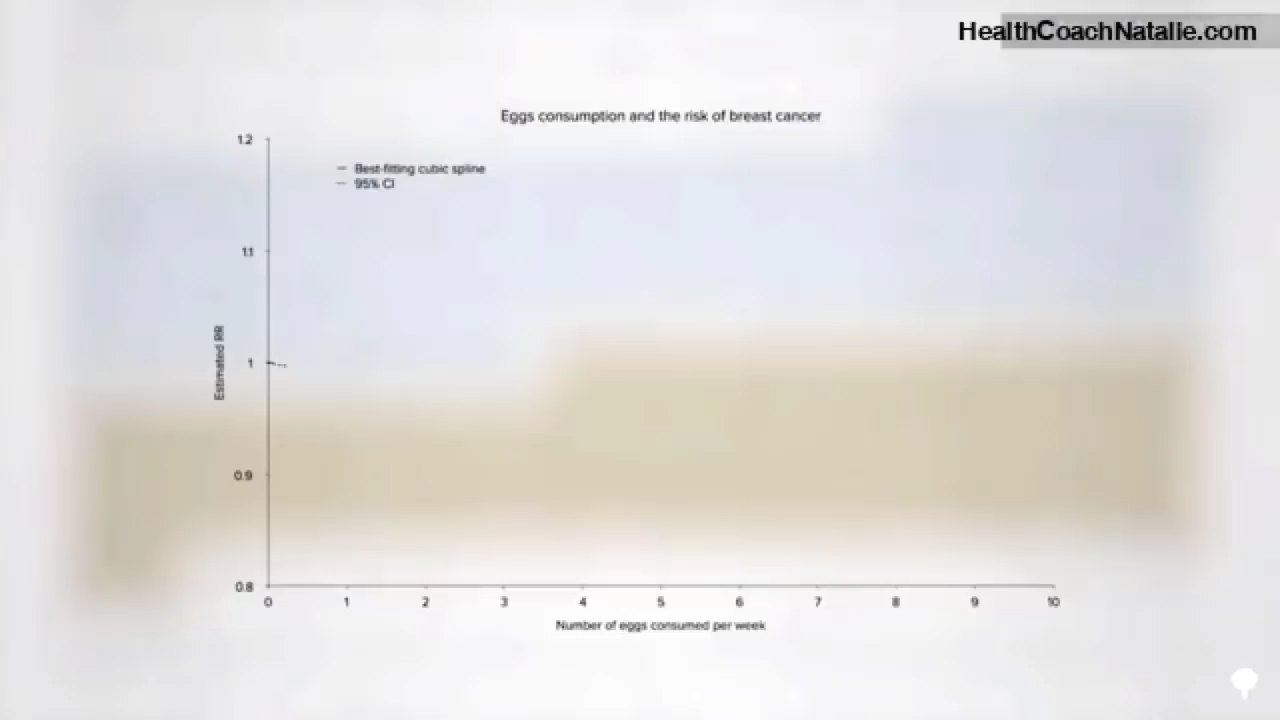 HealthCoachNatalie.com
Eggs consumption and the risk of breast cancer
1.2
Best-fitting cubic spline
95% CI
1.1
Estimated RR
1
0.9
0.8
0 1 2 3 4 5 6 7 8 9 10
Number of eggs consumed per week